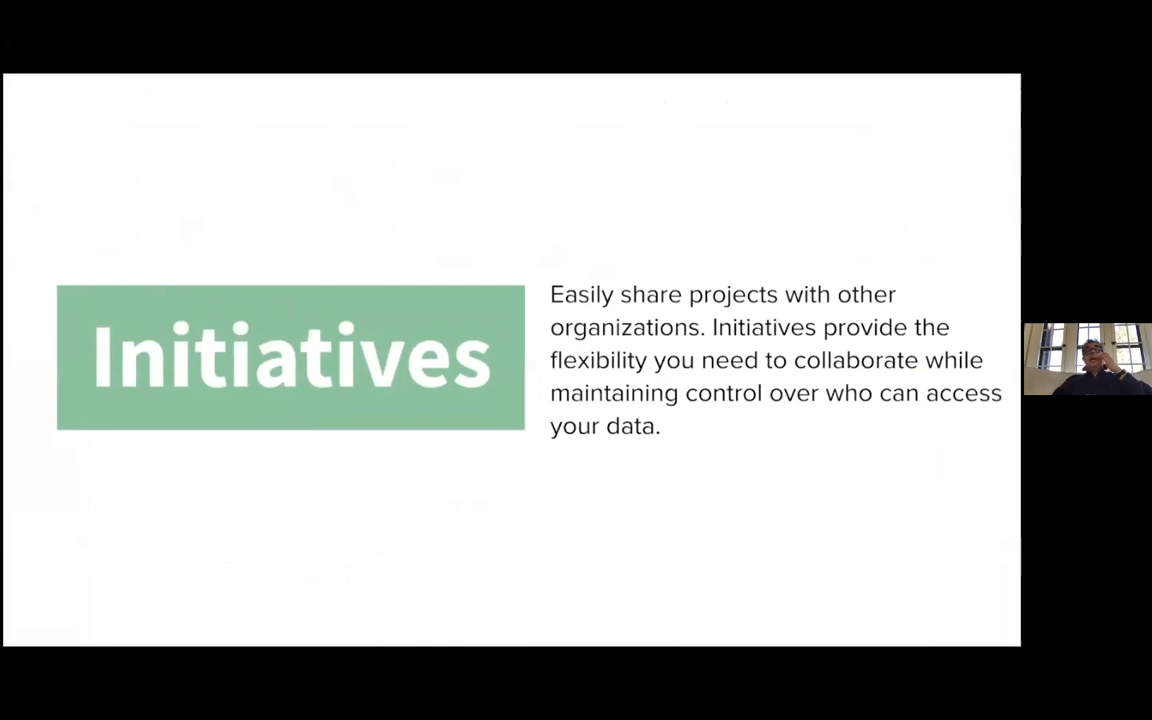 Initiatives
Easily share projects with other
organizations. Initiatives provide the
flexibility you need to collaborate while
maintaining control over who can access
your data.